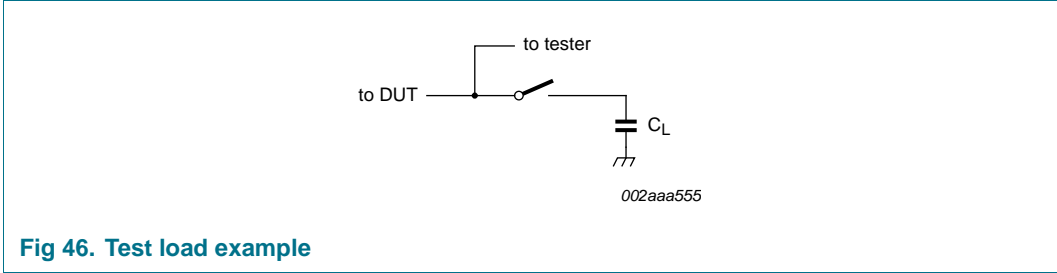 to tester
to DUT
CL
002aaa555
Fig 46. Test load example